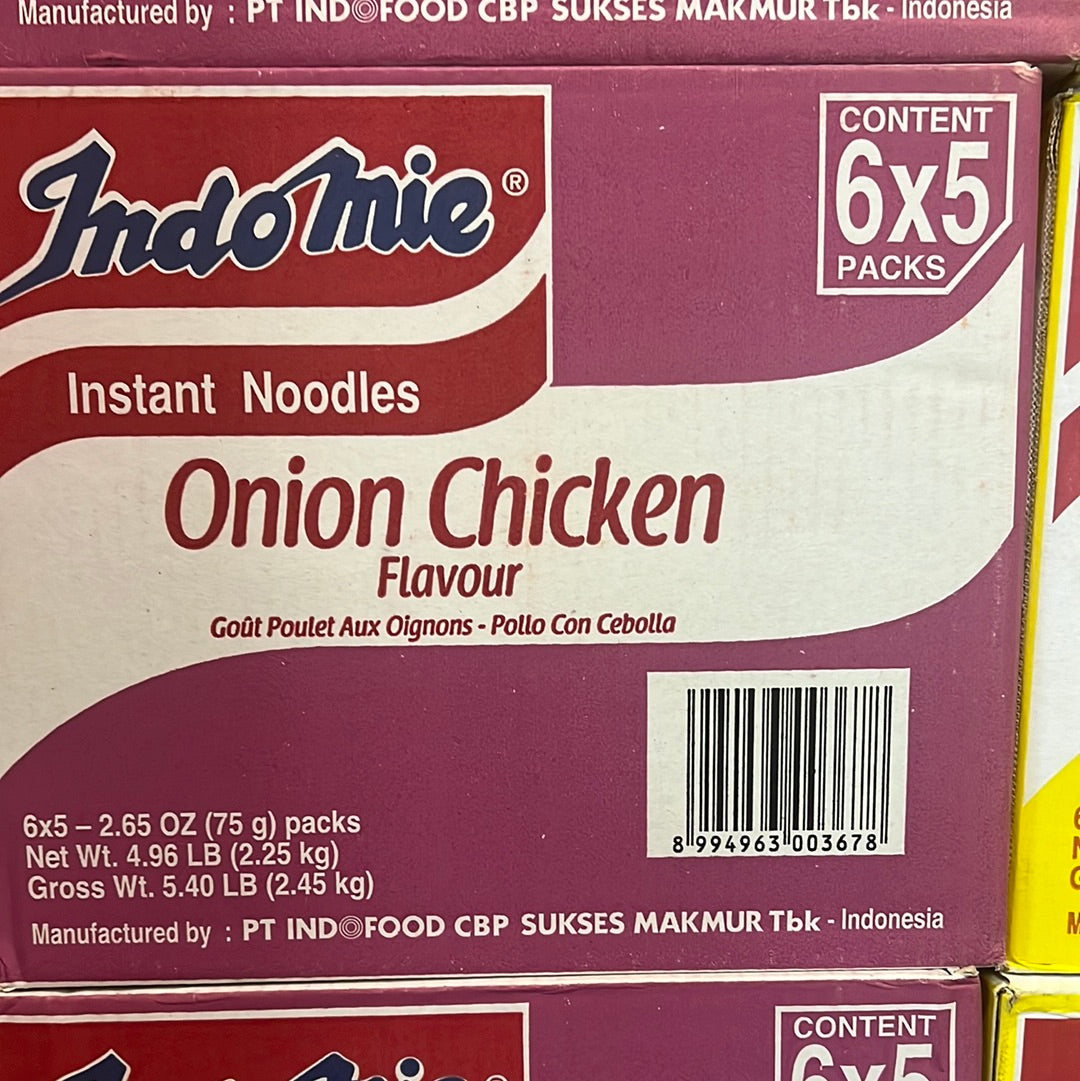 Manufactured by : PT INDOFOOD CBP SUKSES MAKMUR Tbk - Indonesia
Indomie®
CONTENT
6x5
PACKS
Instant Noodles
Onion Chicken
Flavour
Goût Poulet Aux Oignons - Pollo Con Cebolla
8 994963 003678
6x5 – 2.65 OZ (75 g) packs
Net Wt. 4.96 LB (2.25 kg)
Gross Wt. 5.40 LB (2.45 kg)
Manufactured by : PT INDOFOOD CBP SUKSES MAKMUR Tbk - Indonesia
CONTENT
6x5